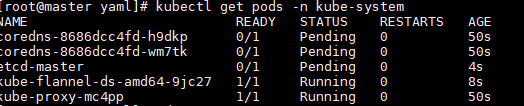 [root@master yaml]# kubectl get pods -n kube-system
NAME READY STATUS RESTARTS AGE
coredns-8686dcc4fd-h9dkp 0/1 Pending 0 50s
coredns-8686dcc4fd-wm7tk 0/1 Pending 0 50s
etcd-master 0/1 Pending 0 4s
kube-flannel-ds-amd64-9jc27 1/1 Running 0 8s
kube-proxy-mc4pp 1/1 Running 0 50s